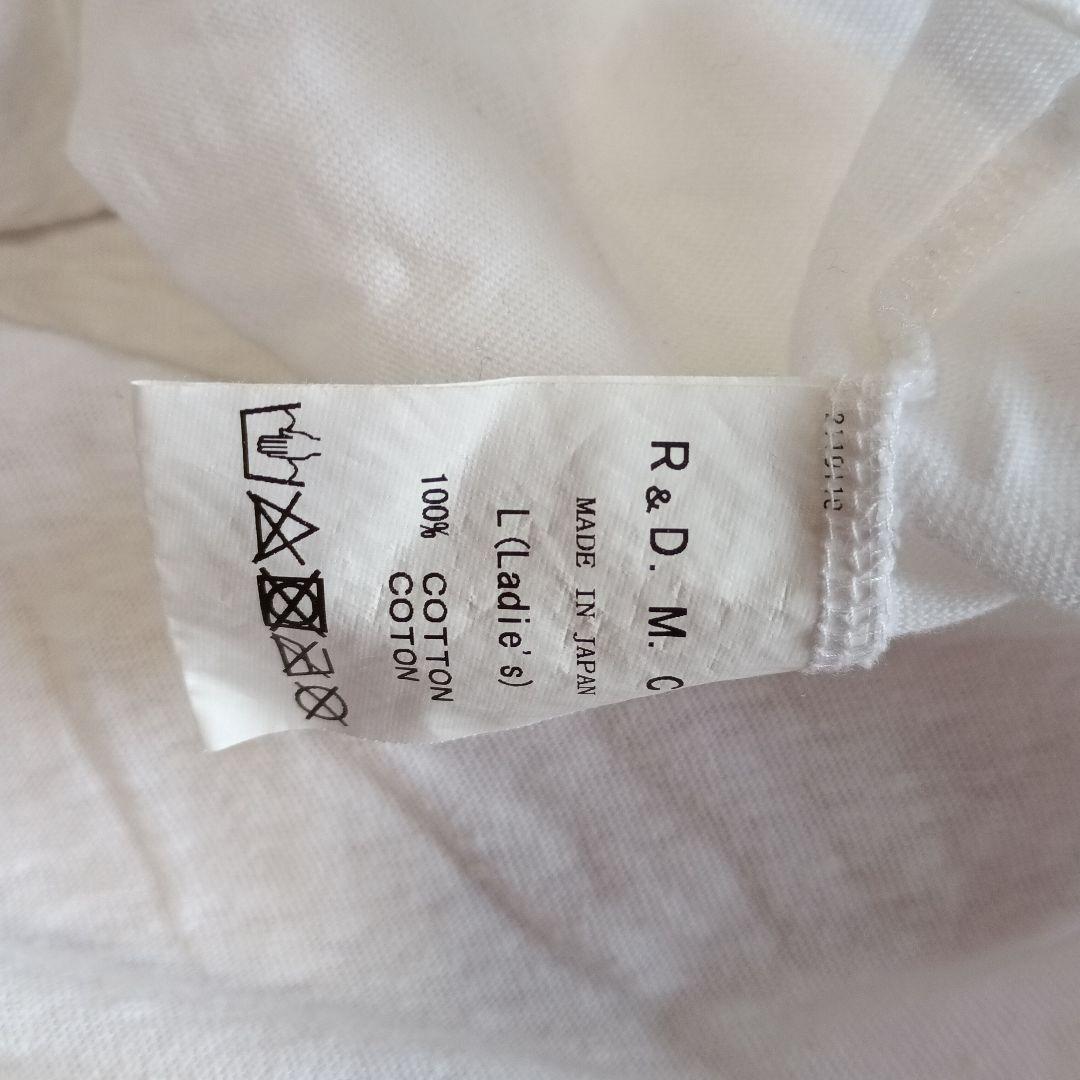 R & D. M. C
MADE IN JAPAN
L(Ladie's)
100% COTTON
COTON